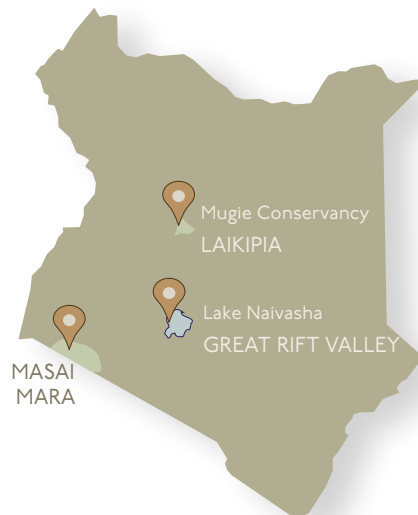 Mugie Conservancy
LAIKIPIA
Lake Naivasha
GREAT RIFT VALLEY
MASAI
MARA